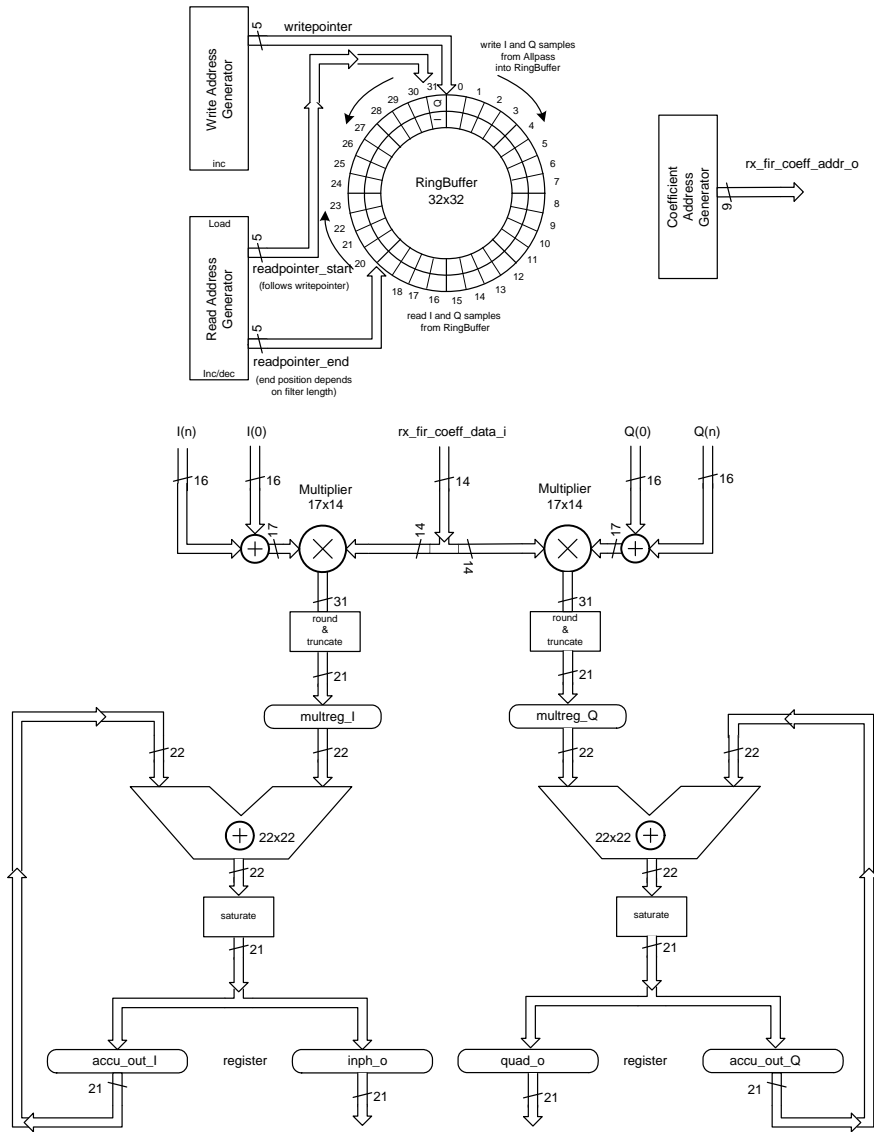 writepointer
5
Write Address
Generator
inc
write I and Q samples
from Allpass
into RingBuffer
31
0
1
2
3
4
5
6
7
8
9
10
11
12
13
14
15
16
17
18
20
21
22
23
24
25
26
27
28
29
30
Q
I
RingBuffer
32x32
Coefficient
Address
Generator
9
rx_fir_coeff_addr_o
Load
Read Address
Generator
Inc/dec
5
readpointer_start
(follows writepointer)
5
readpointer_end
(end position depends
on filter length)
read I and Q samples
from RingBuffer
I(n)
I(0)
rx_fir_coeff_data_i
Q(0)
Q(n)
16
16
14
16
16
Multiplier
17x14
Multiplier
17x14
17
14
14
17
31
31
round
&
truncate
round
&
truncate
21
21
multreg_I
multreg_Q
22
22
22
22
22x22
22x22
22
22
saturate
saturate
21
21
accu_out_I
register
inph_o
quad_o
register
accu_out_Q
21
21
21
21